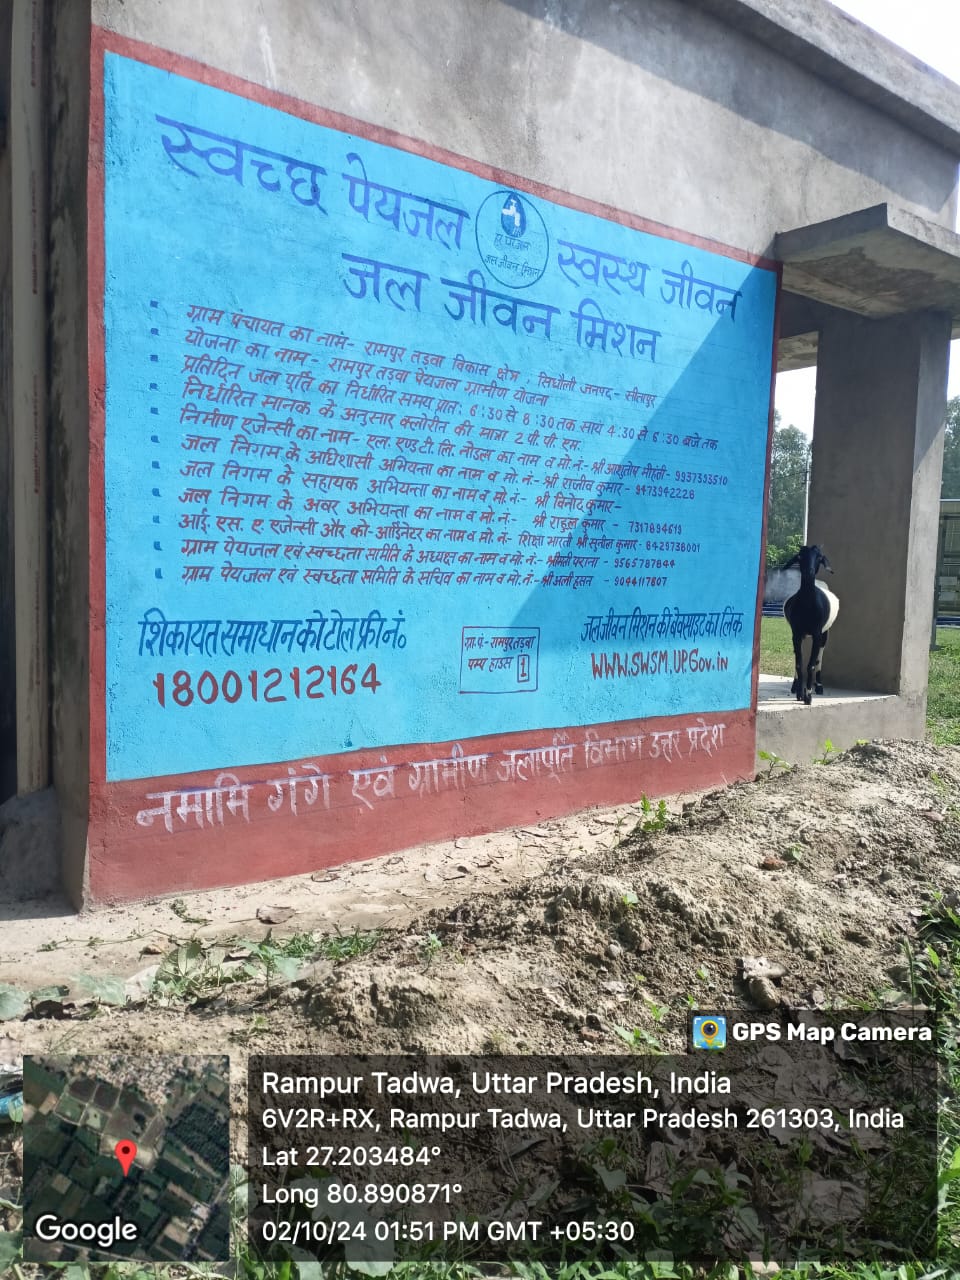 स्वच्छ पेयजल
हर घर जल
जल जीवन मिशन
स्वस्थ जीवन
जल जीवन मिशन
ग्राम पंचायत का नाम- रामपुर तड़वा विकास क्षेत्र, सिधौली जनपद- सीतापुर
योजना का नाम- रामपुर तड़वा पेयजल ग्रामीण योजना
प्रतिदिन जल पूर्ति का निर्धारित समय प्रात: 6:30 से 8:30 तक सायं 4:30 से 6:30 बजे तक
निर्धारित मानक के अनुसार क्लोरीन की मात्रा 2 पी. पी. एम.
निर्माण एजेन्सी का नाम- एल. एण्ड टी. लि. नोडल का नाम व मो.नं- श्री आशुतोष मोहंती- 9937393510
जल निगम के अधिशासी अभियन्ता का नाम व मो.नं- श्री राजीव कुमार- 9473942228
जल निगम के सहायक अभियन्ता का नाम व मो.नं- श्री विनोद कुमार-
जल निगम के अवर अभियन्ता का नाम व मो.नं:- श्री राहुल कुमार - 7317894619
आई. एस. ए. एजेन्सी और को-आर्डिनेटर का नाम व मो.नं- शिक्षा भारती श्री सुनील कुमार- 8429738001
ग्राम पेयजल एवं स्वच्छता समिति के अध्यक्ष का नाम व मो.नं:- श्रीमती - 9565787844
ग्राम पेयजल एवं स्वच्छता समिति के सचिव का नाम व मो.नं:- श्री अली हसन - 9044117807
शिकायत समाधान को टोल फ्री नं०
18001212164
ग्रा.पं.- रामपुर तड़वा
पम्प हाउस 1
जल जीवन मिशन की वेबसाइट का लिंक
WWW.SWSM.UP.Gov.in
नमामि गंगे एवं ग्रामीण जलापूर्ति विभाग उत्तर प्रदेश
GPS Map Camera
Rampur Tadwa, Uttar Pradesh, India
6V2R+RX, Rampur Tadwa, Uttar Pradesh 261303, India
Lat 27.203484°
Long 80.890871°
02/10/24 01:51 PM GMT +05:30
Google